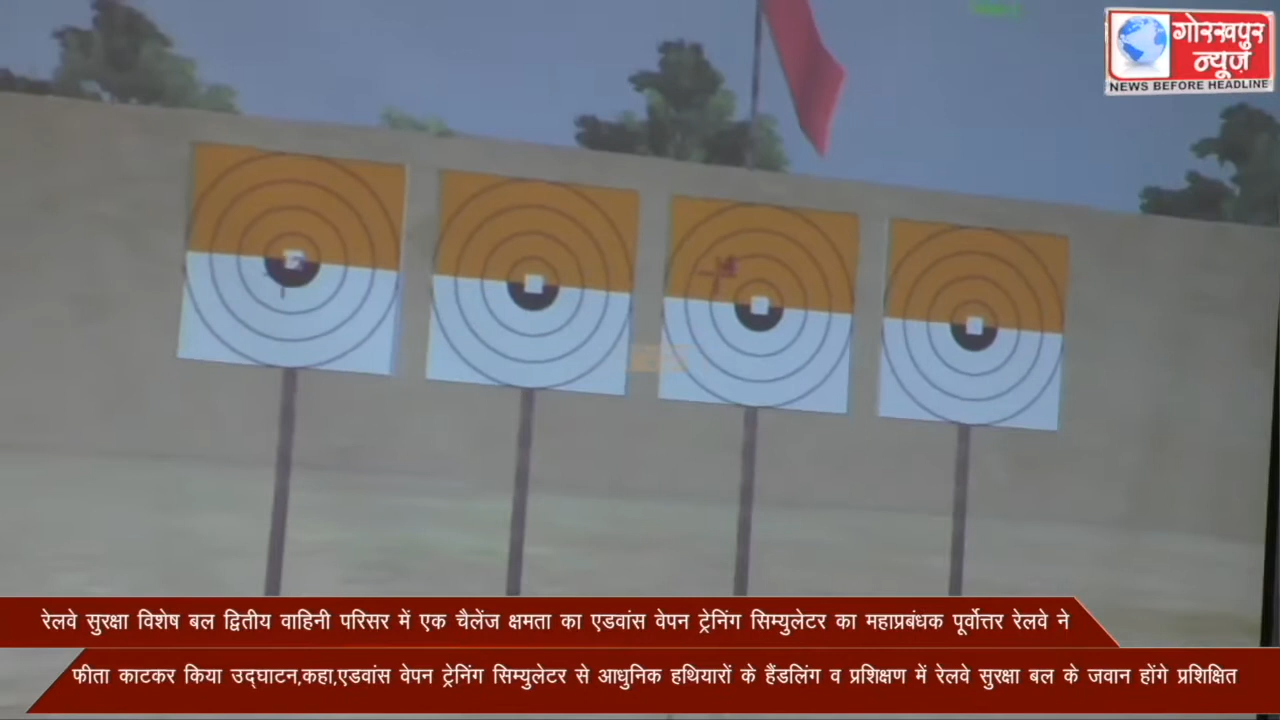 गोरखपुर
न्यूज़
NEWS BEFORE HEADLINE
रेलवे सुरक्षा विशेष बल द्वितीय वाहिनी परिसर में एक चैलेंज क्षमता का एडवांस वेपन ट्रेनिंग सिम्युलेटर का महाप्रबंधक पूर्वोत्तर रेलवे ने
फीता काटकर किया उद्घाटन,कहा,एडवांस वेपन ट्रेनिंग सिम्युलेटर से आधुनिक हथियारों के हैंडलिंग व प्रशिक्षण में रेलवे सुरक्षा बल के जवान होंगे प्रशिक्षित